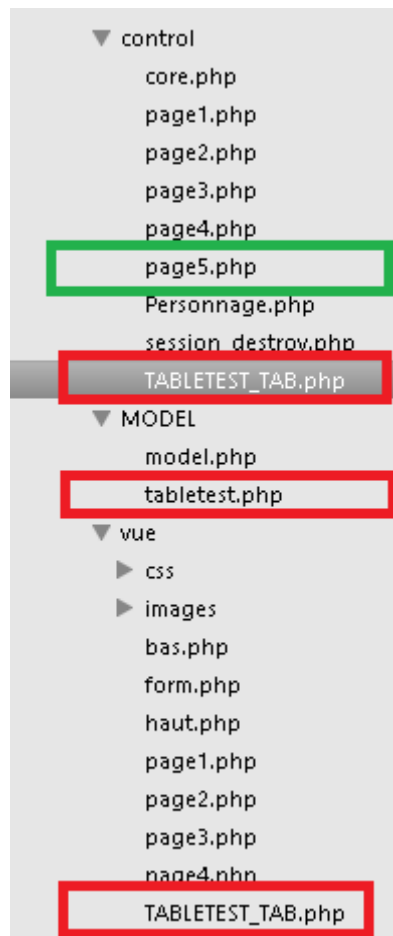 control
core.php
page1.php
page2.php
page3.php
page4.php
page5.php
Personnage.php
session_destroy.php
TABLETEST_TAB.php
MODEL
model.php
tabletest.php
vue
css
images
bas.php
form.php
haut.php
page1.php
page2.php
page3.php
page4.php
TABLETEST_TAB.php